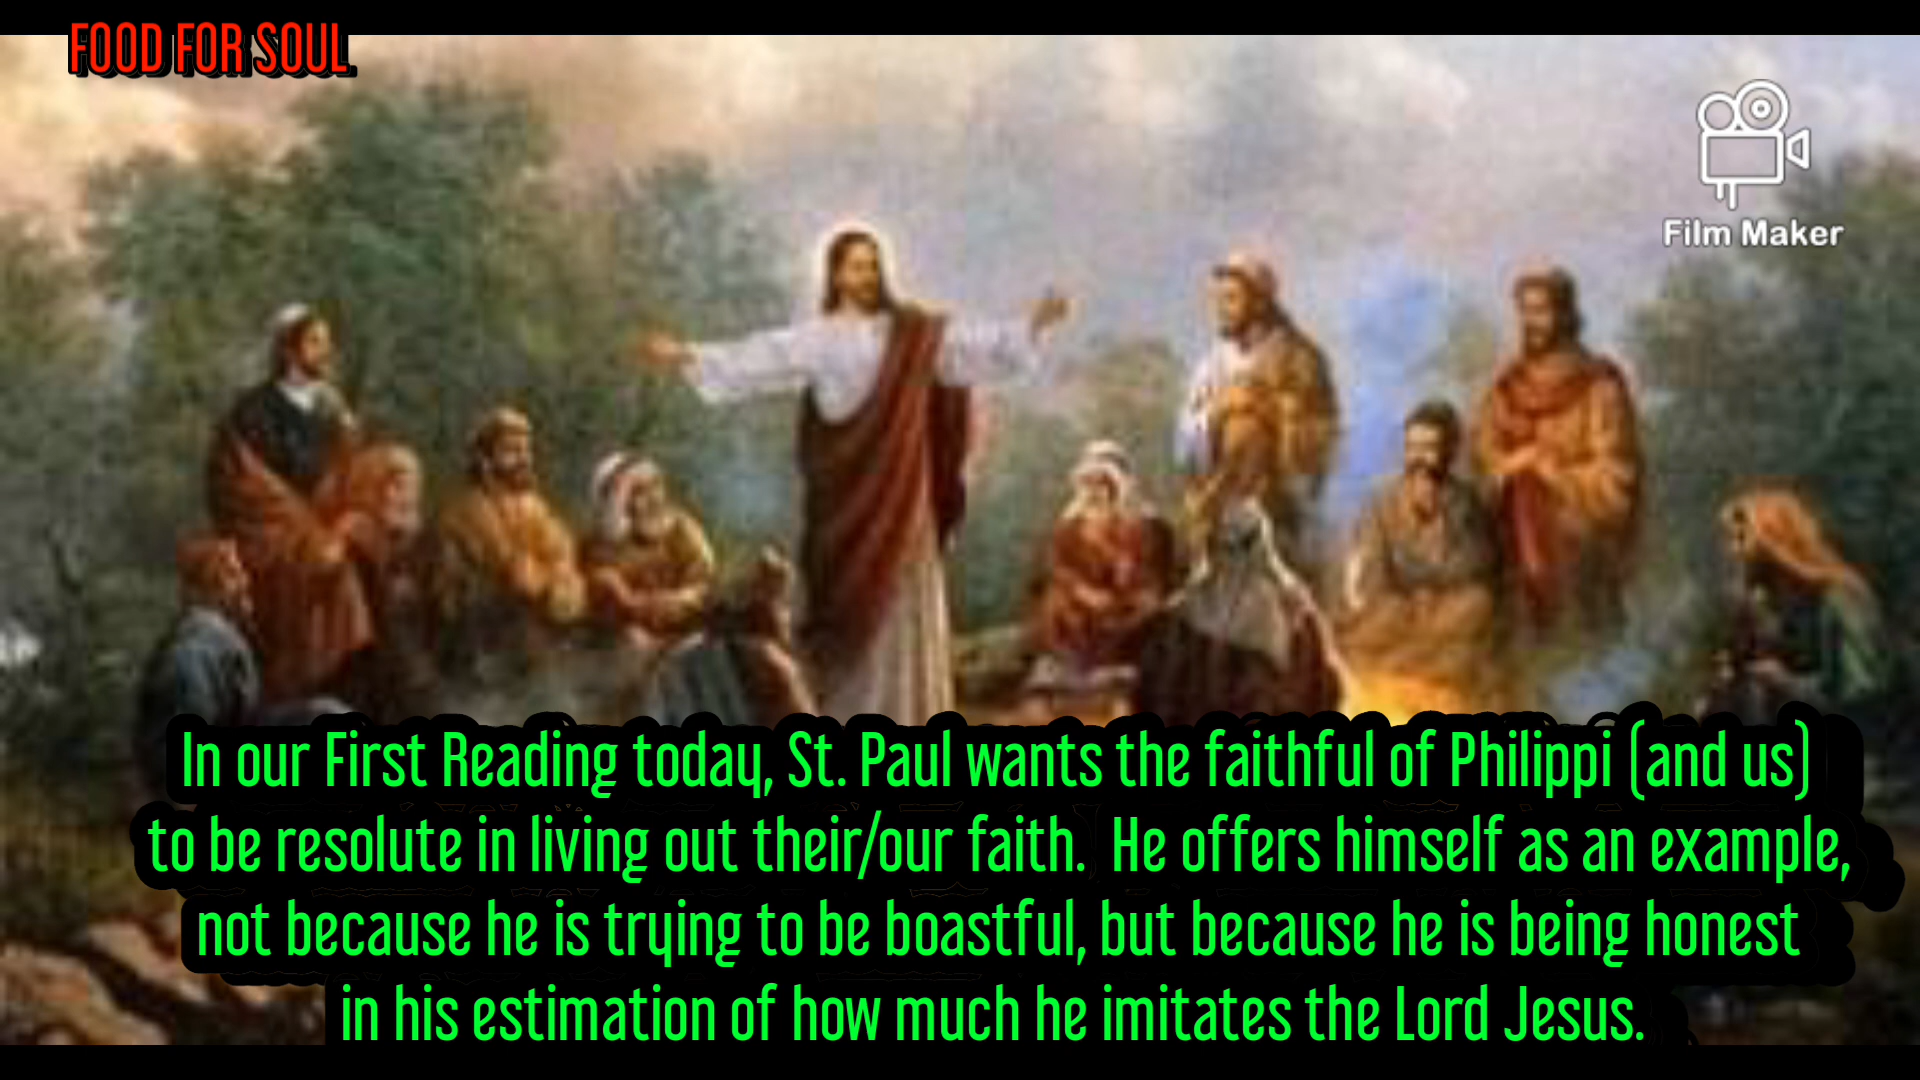 FOOD FOR SOUL.
Film Maker
In our First Reading today, St. Paul wants the faithful of Philippi (and us)
to be resolute in living out their/our faith.  He offers himself as an example,
not because he is trying to be boastful, but because he is being honest
in his estimation of how much he imitates the Lord Jesus.